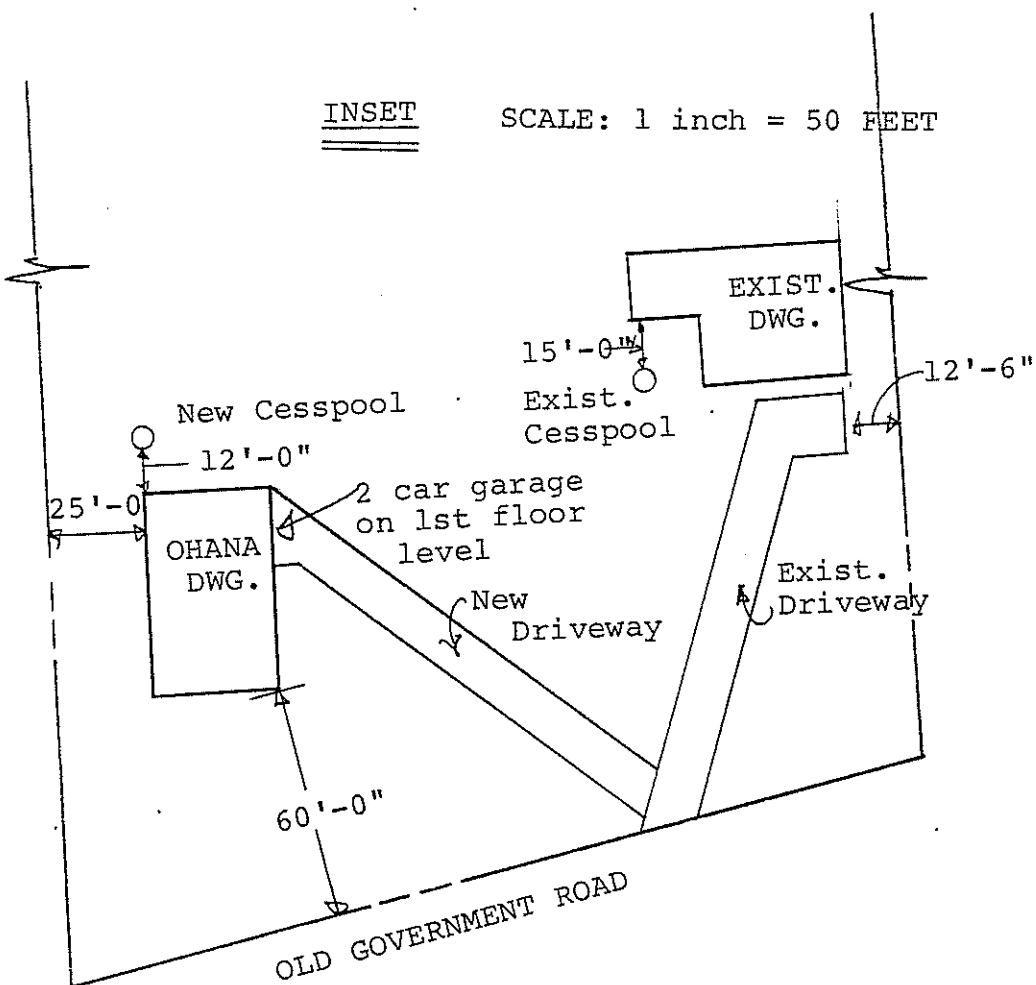 INSET SCALE: 1 inch = 50 FEET
EXIST.
DWG.
15'-0"
12'-6"
Exist.
Cesspool
New Cesspool
12'-0"
25'-0
2 car garage
on 1st floor
level
OHANA
DWG.
New
Driveway
Exist.
Driveway
60'-0"
OLD GOVERNMENT ROAD